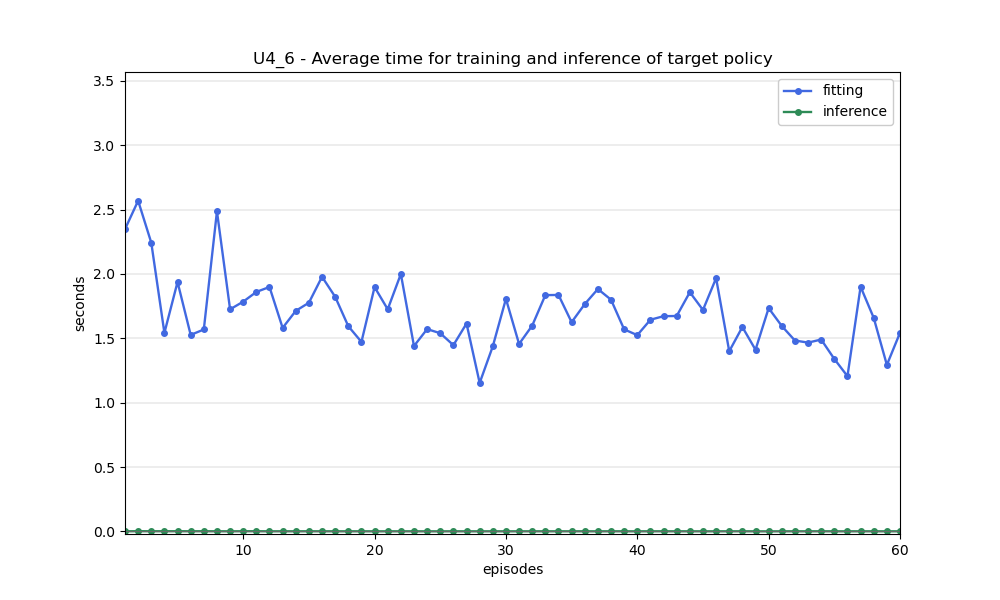 U4_6 - Average time for training and inference of target policy
fitting
inference
seconds
3.5
3.0
2.5
2.0
1.5
1.0
0.5
0.0
10 20 30 40 50 60
episodes